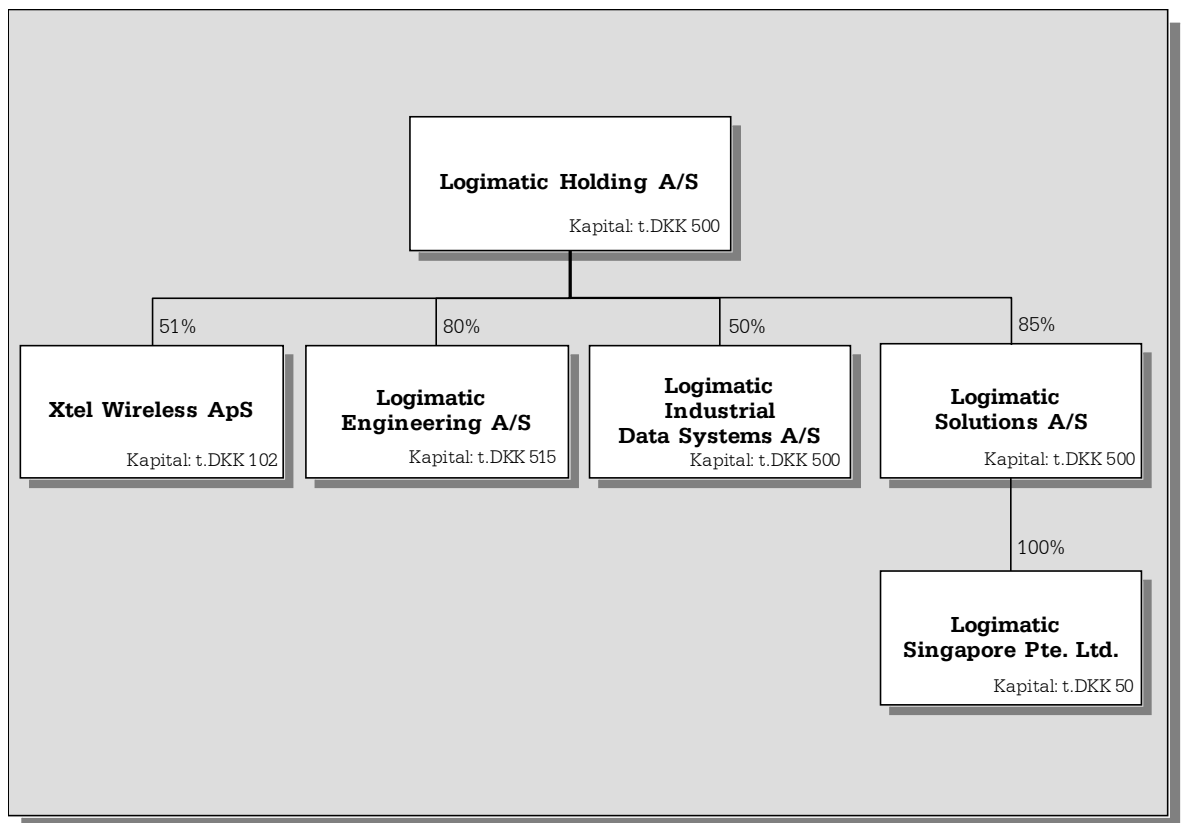 Logimatic Holding A/S
Kapital: t.DKK 500
51%
80%
50%
85%
Xtel Wireless ApS
Kapital: t.DKK 102
Logimatic
Engineering A/S
Kapital: t.DKK 515
Logimatic
Industrial
Data Systems A/S
Kapital: t.DKK 500
Logimatic
Solutions A/S
Kapital: t.DKK 500
100%
Logimatic
Singapore Pte. Ltd.
Kapital: t.DKK 50